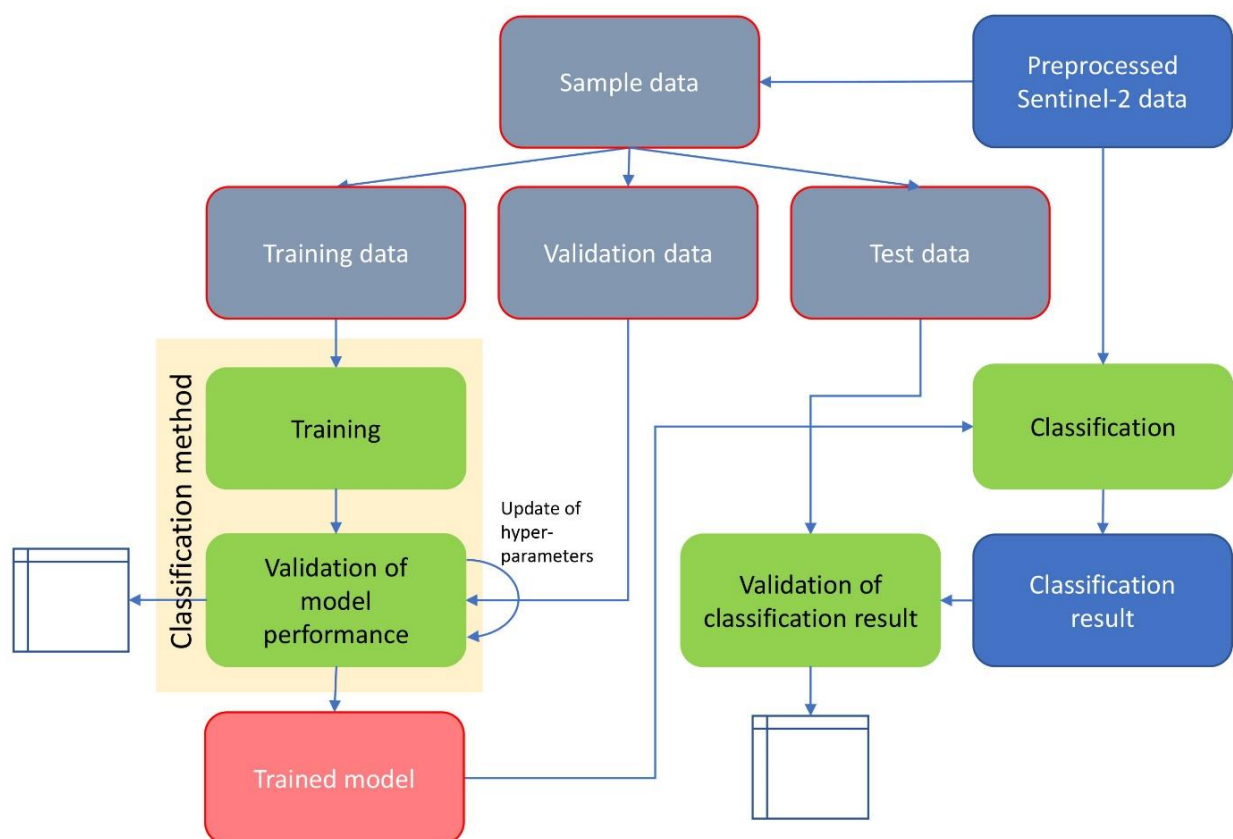 Sample data
Preprocessed
Sentinel-2 data
Training data
Validation data
Test data
Classification method
Training
Classification
Update of
hyper-
parameters
Validation of
model
performance
Validation of
classification result
Classification
result
Trained model